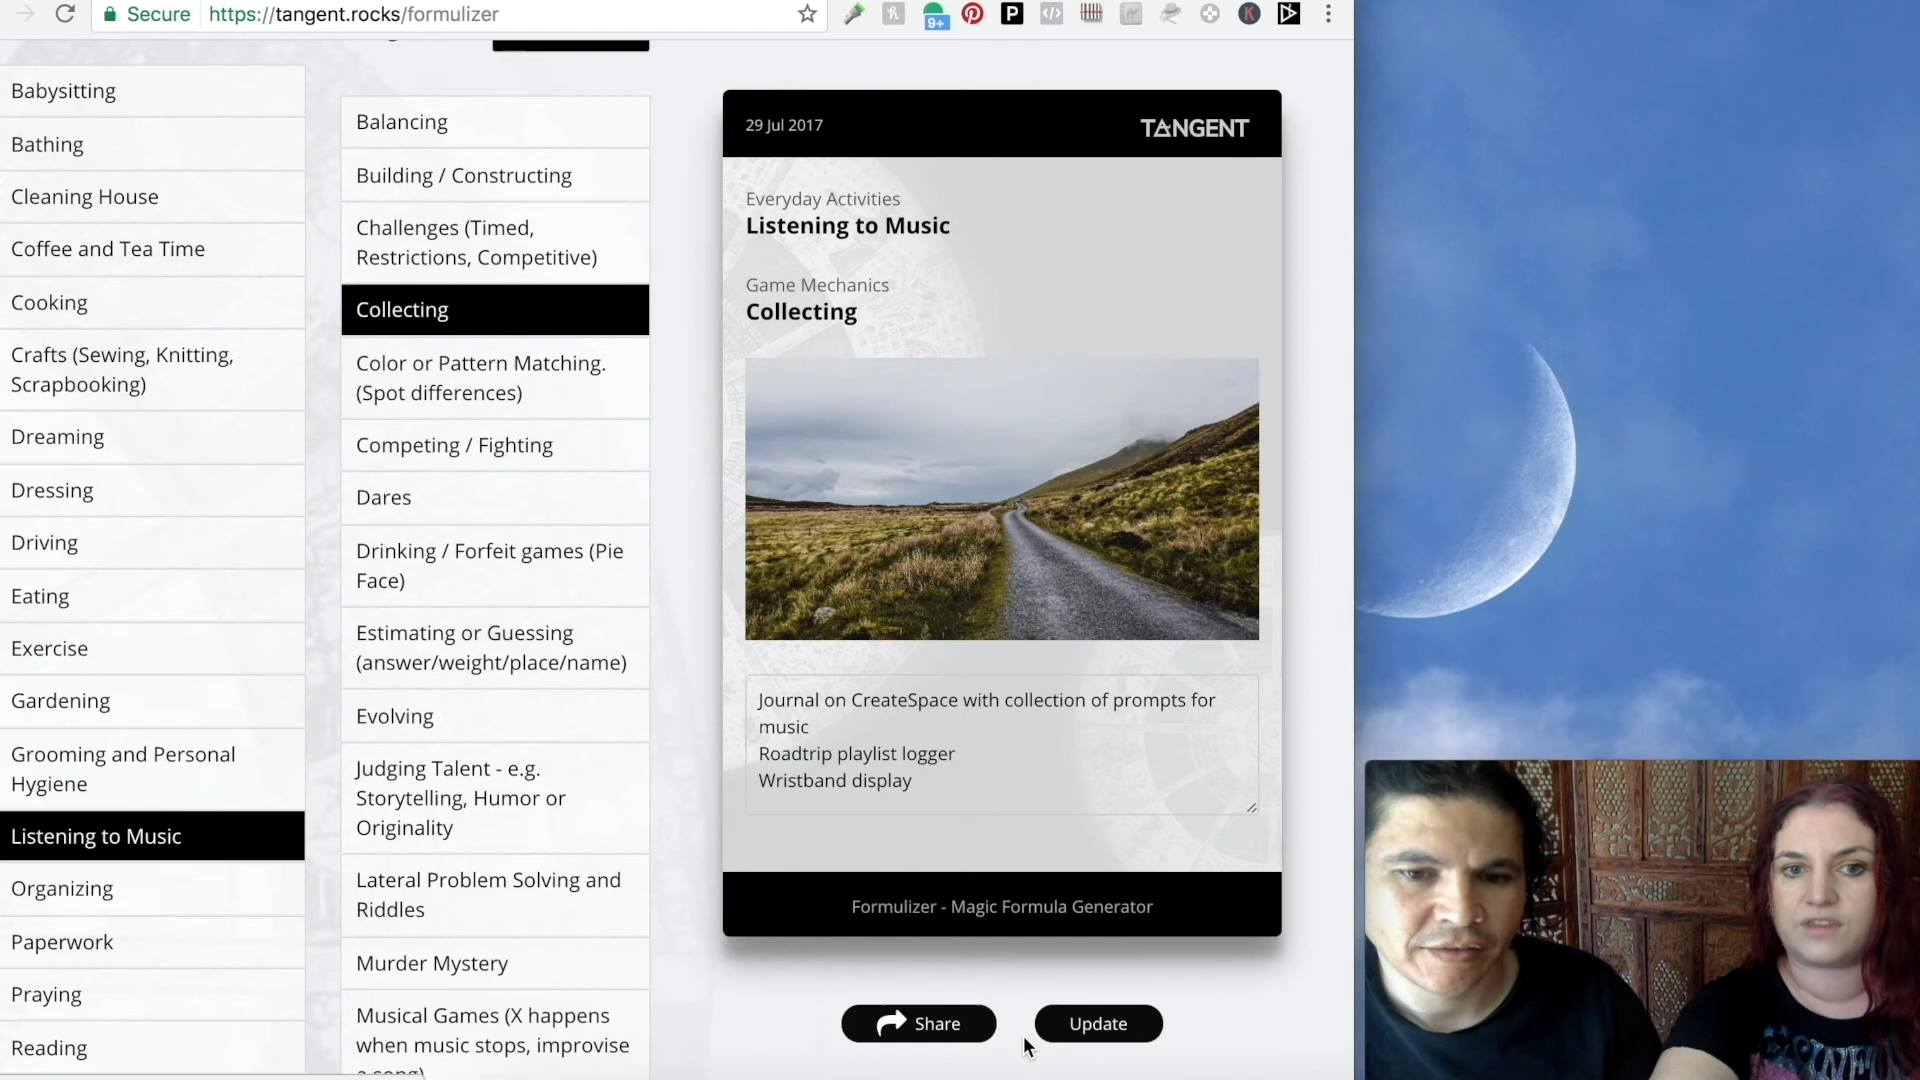 Secure
https://tangent.rocks/formulizer
9+
Babysitting
Bathing
Cleaning House
Coffee and Tea Time
Cooking
Crafts (Sewing, Knitting,
Scrapbooking)
Dreaming
Dressing
Driving
Eating
Exercise
Gardening
Grooming and Personal
Hygiene
Listening to Music
Organizing
Paperwork
Praying
Reading
Balancing
Building / Constructing
Challenges (Timed,
Restrictions, Competitive)
Collecting
Color or Pattern Matching.
(Spot differences)
Competing / Fighting
Dares
Drinking / Forfeit games (Pie
Face)
Estimating or Guessing
(answer/weight/place/name)
Evolving
Judging Talent - e.g.
Storytelling, Humor or
Originality
Lateral Problem Solving and
Riddles
Murder Mystery
Musical Games (X happens
when music stops, improvise
a song)
29 Jul 2017
TANGENT
Everyday Activities
Listening to Music
Game Mechanics
Collecting
Journal on CreateSpace with collection of prompts for
music
Roadtrip playlist logger
Wristband display
Formulizer - Magic Formula Generator
Share
Update